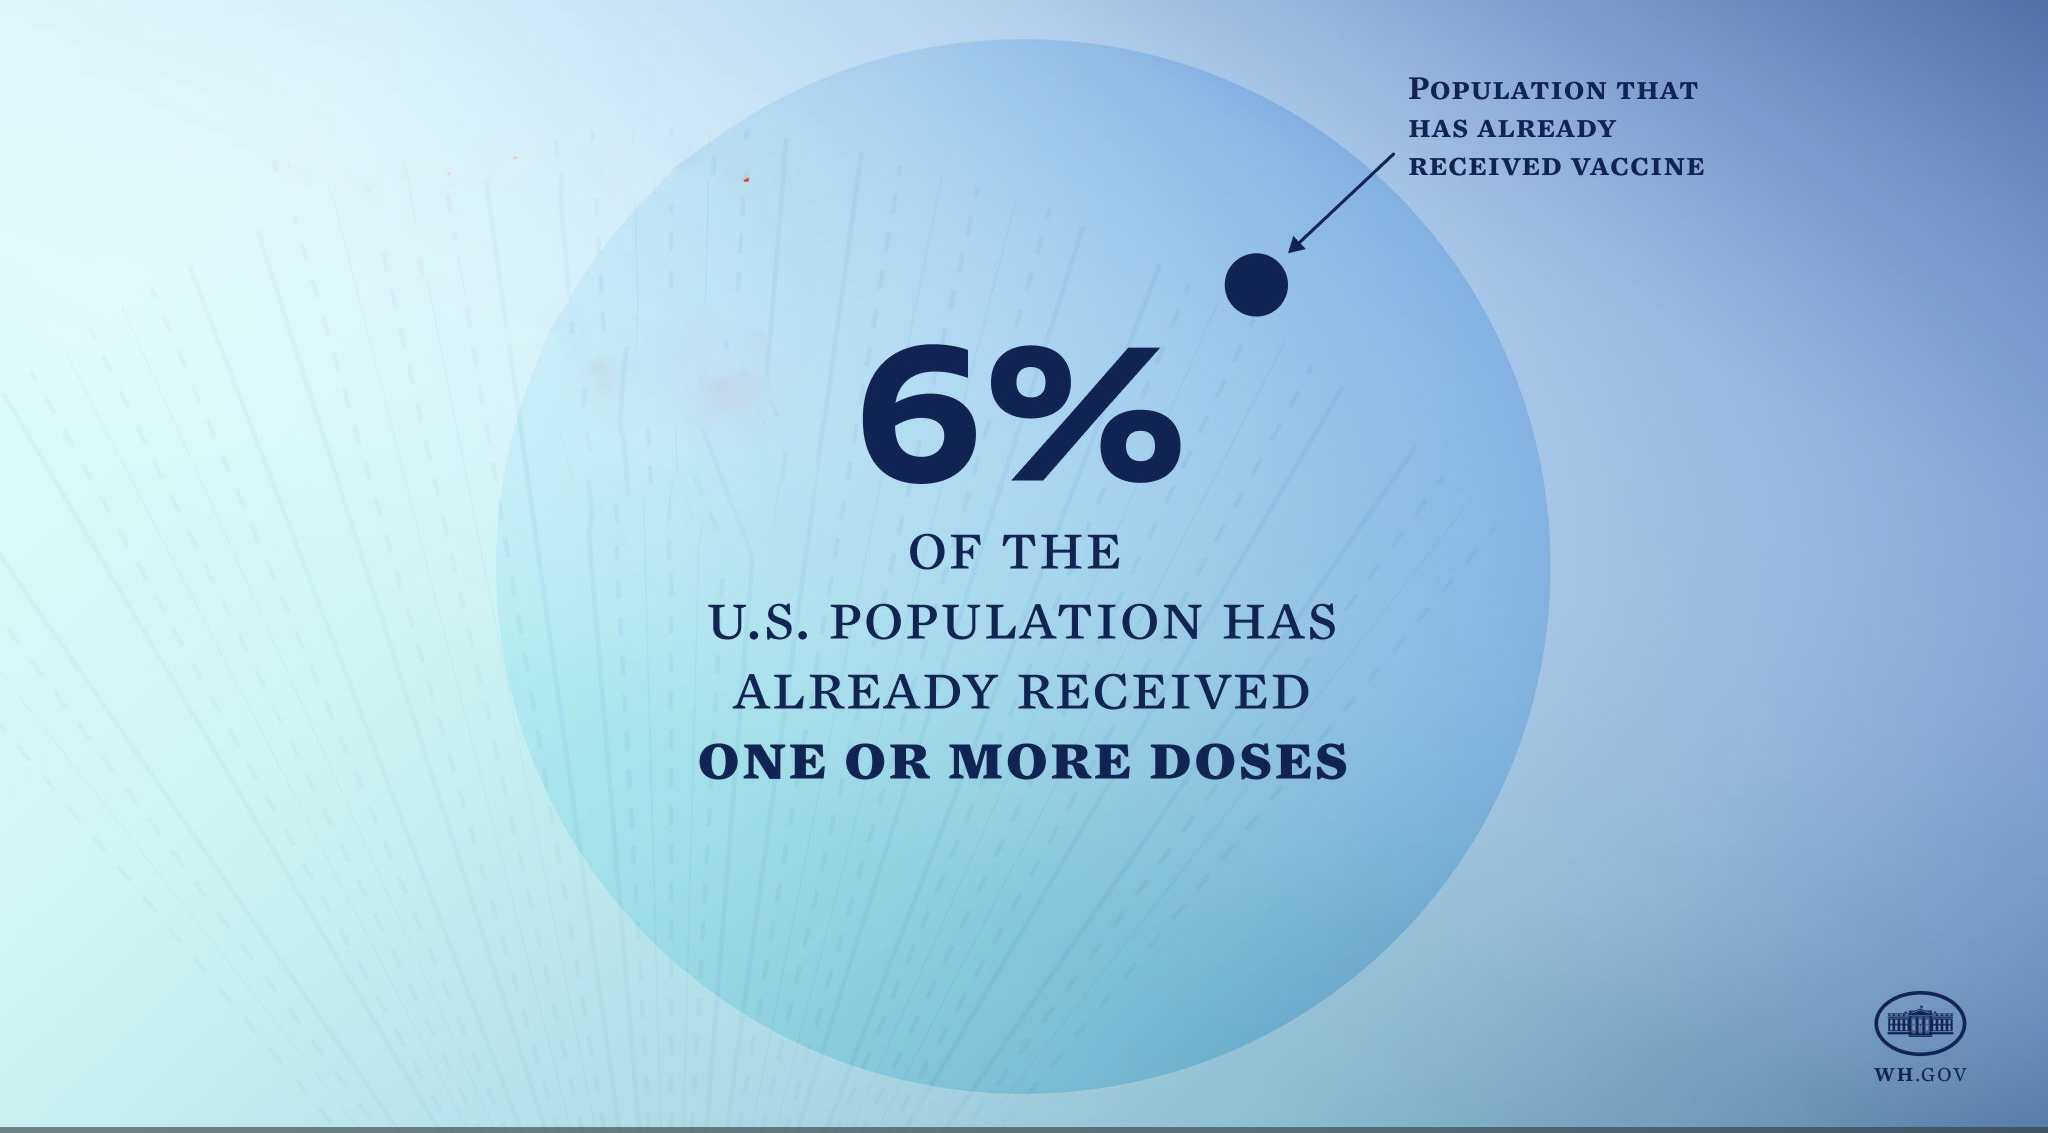 POPULATION THAT
HAS ALREADY
RECEIVED VACCINE
6%
OF THE
U.S. POPULATION HAS
ALREADY RECEIVED
ONE OR MORE DOSES
WH.GOV